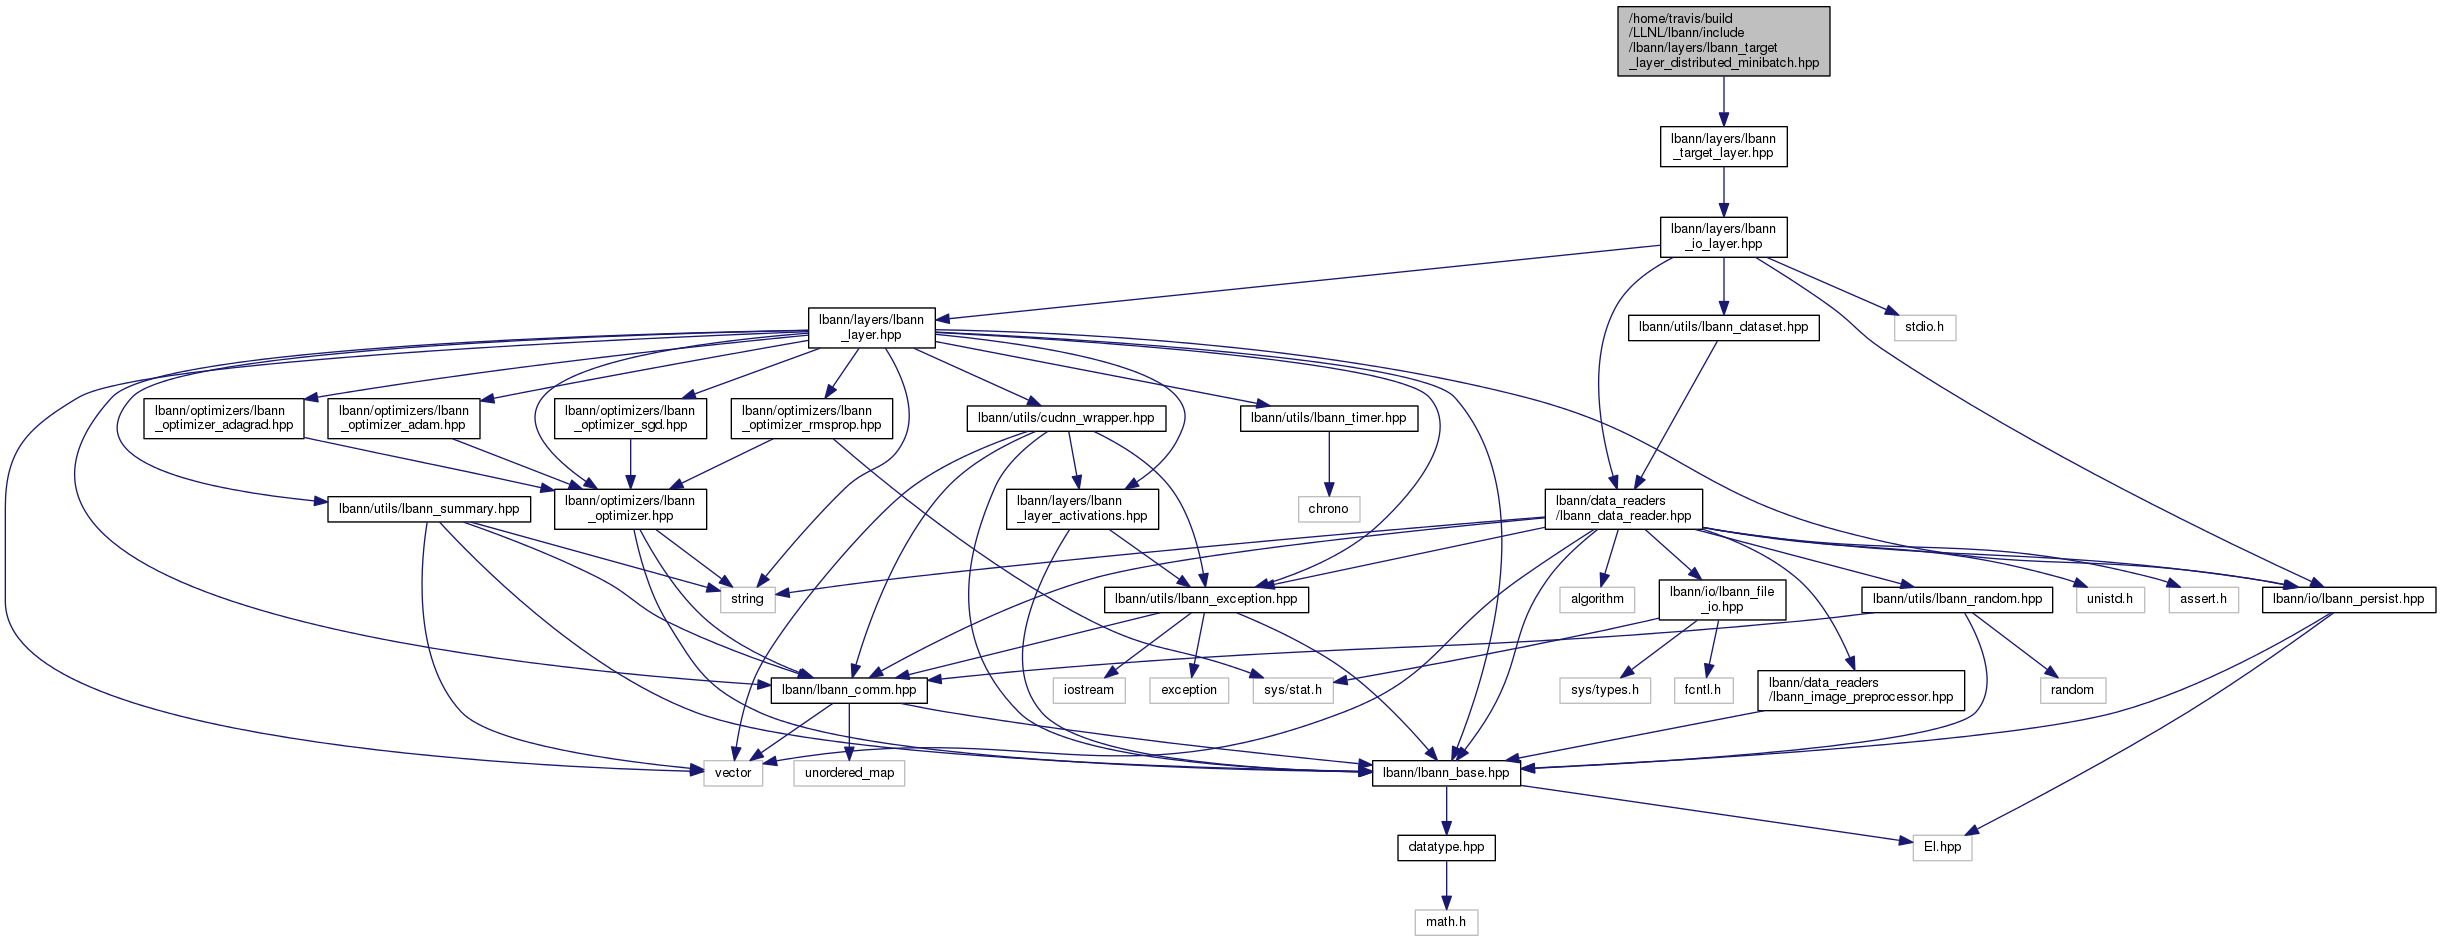 /home/travis/build
/LLNL/lbann/include
/lbann/layers/lbann_target
_layer_distributed_minibatch.hpp
lbann/layers/lbann
_target_layer.hpp
lbann/layers/lbann
_io_layer.hpp
lbann/layers/lbann
_layer.hpp
lbann/utils/lbann_dataset.hpp
stdio.h
lbann/optimizers/lbann
_optimizer_adagrad.hpp
lbann/optimizers/lbann
_optimizer_adam.hpp
lbann/optimizers/lbann
_optimizer_sgd.hpp
lbann/optimizers/lbann
_optimizer_rmsprop.hpp
lbann/utils/cudnn_wrapper.hpp
lbann/utils/lbann_timer.hpp
lbann/utils/lbann_summary.hpp
lbann/optimizers/lbann
_optimizer.hpp
lbann/layers/lbann
_layer_activations.hpp
chrono
lbann/data_readers
/lbann_data_reader.hpp
string
lbann/utils/lbann_exception.hpp
algorithm
lbann/io/lbann_file
_io.hpp
lbann/utils/lbann_random.hpp
unistd.h
assert.h
lbann/io/lbann_persist.hpp
lbann/lbann_comm.hpp
iostream
exception
sys/stat.h
sys/types.h
fcntl.h
lbann/data_readers
/lbann_image_preprocessor.hpp
random
vector
unordered_map
lbann/lbann_base.hpp
datatype.hpp
El.hpp
math.h